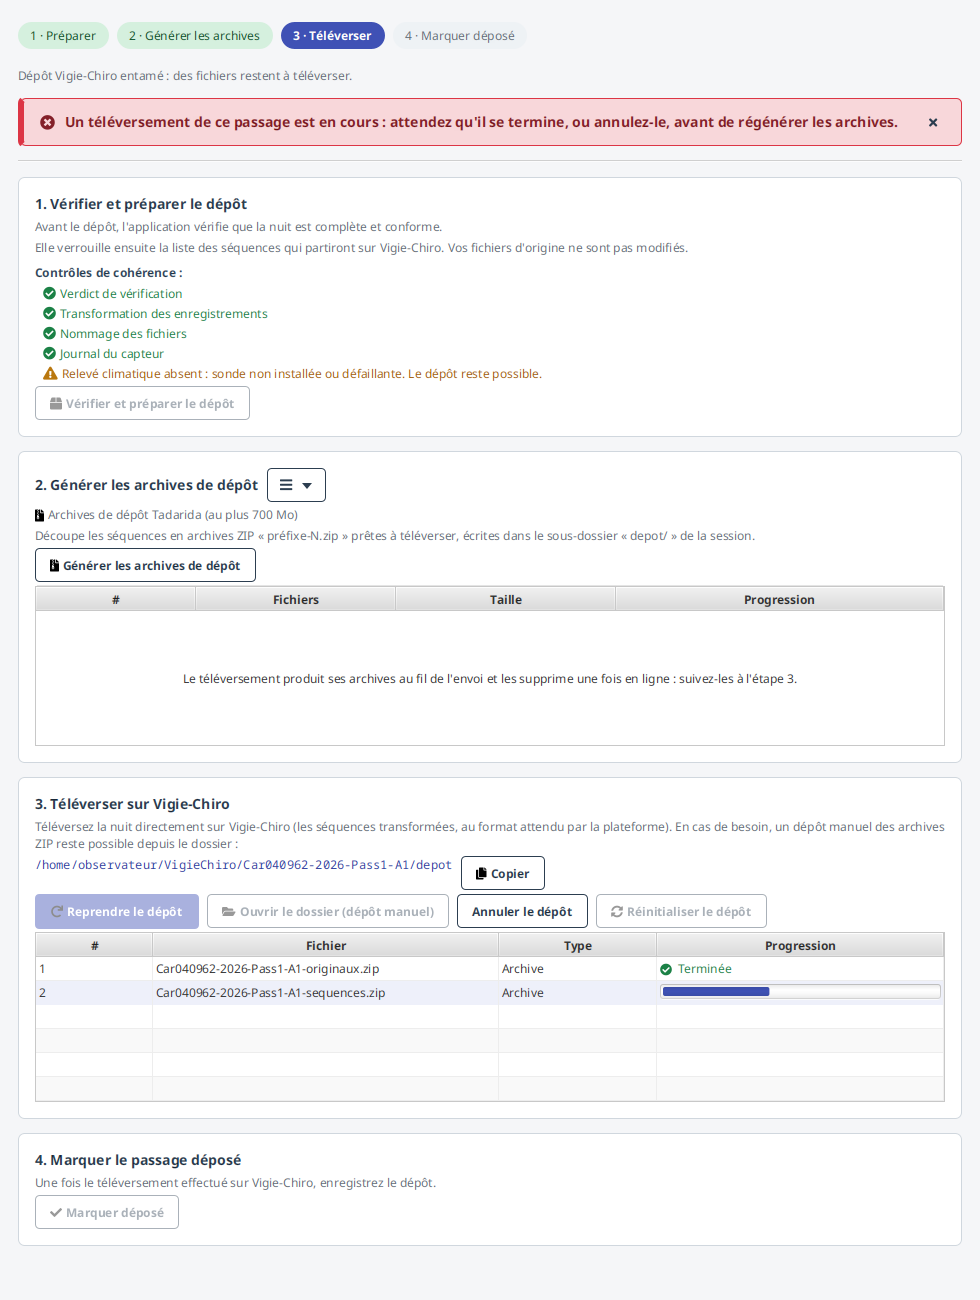 1 · Préparer
2 · Générer les archives
3 · Téléverser
4 · Marquer déposé
Dépôt Vigie-Chiro entamé : des fichiers restent à téléverser.
Un téléversement de ce passage est en cours : attendez qu'il se termine, ou annulez-le, avant de régénérer les archives.
1. Vérifier et préparer le dépôt
Avant le dépôt, l'application vérifie que la nuit est complète et conforme.
Elle verrouille ensuite la liste des séquences qui partiront sur Vigie-Chiro. Vos fichiers d'origine ne sont pas modifiés.
Contrôles de cohérence :
Verdict de vérification
Transformation des enregistrements
Nommage des fichiers
Journal du capteur
Relevé climatique absent : sonde non installée ou défaillante. Le dépôt reste possible.
Vérifier et préparer le dépôt
2. Générer les archives de dépôt
Archives de dépôt Tadarida (au plus 700 Mo)
Découpe les séquences en archives ZIP « préfixe-N.zip » prêtes à téléverser, écrites dans le sous-dossier « depot/ » de la session.
Générer les archives de dépôt
# Fichiers Taille Progression
Le téléversement produit ses archives au fil de l'envoi et les supprime une fois en ligne : suivez-les à l'étape 3.
3. Téléverser sur Vigie-Chiro
Téléversez la nuit directement sur Vigie-Chiro (les séquences transformées, au format attendu par la plateforme). En cas de besoin, un dépôt manuel des archives
ZIP reste possible depuis le dossier :
/home/observateur/VigieChiro/Car040962-2026-Pass1-A1/depot
Copier
Reprendre le dépôt
Ouvrir le dossier (dépôt manuel)
Annuler le dépôt
Réinitialiser le dépôt
# Fichier Type Progression
1 Car040962-2026-Pass1-A1-originaux.zip Archive Terminée
2 Car040962-2026-Pass1-A1-sequences.zip Archive
4. Marquer le passage déposé
Une fois le téléversement effectué sur Vigie-Chiro, enregistrez le dépôt.
Marquer déposé